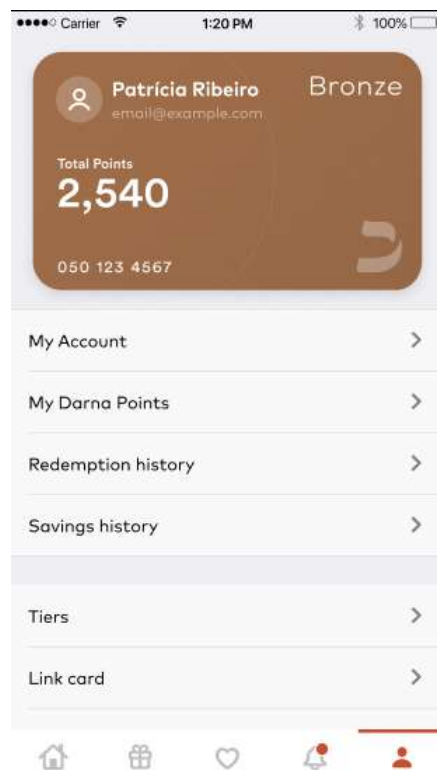 Carrier 1:20 PM 100%
Patrícia Ribeiro Bronze
email@example.com
Total Points
2,540
050 123 4567
My Account
My Darna Points
Redemption history
Savings history
Tiers
Link card